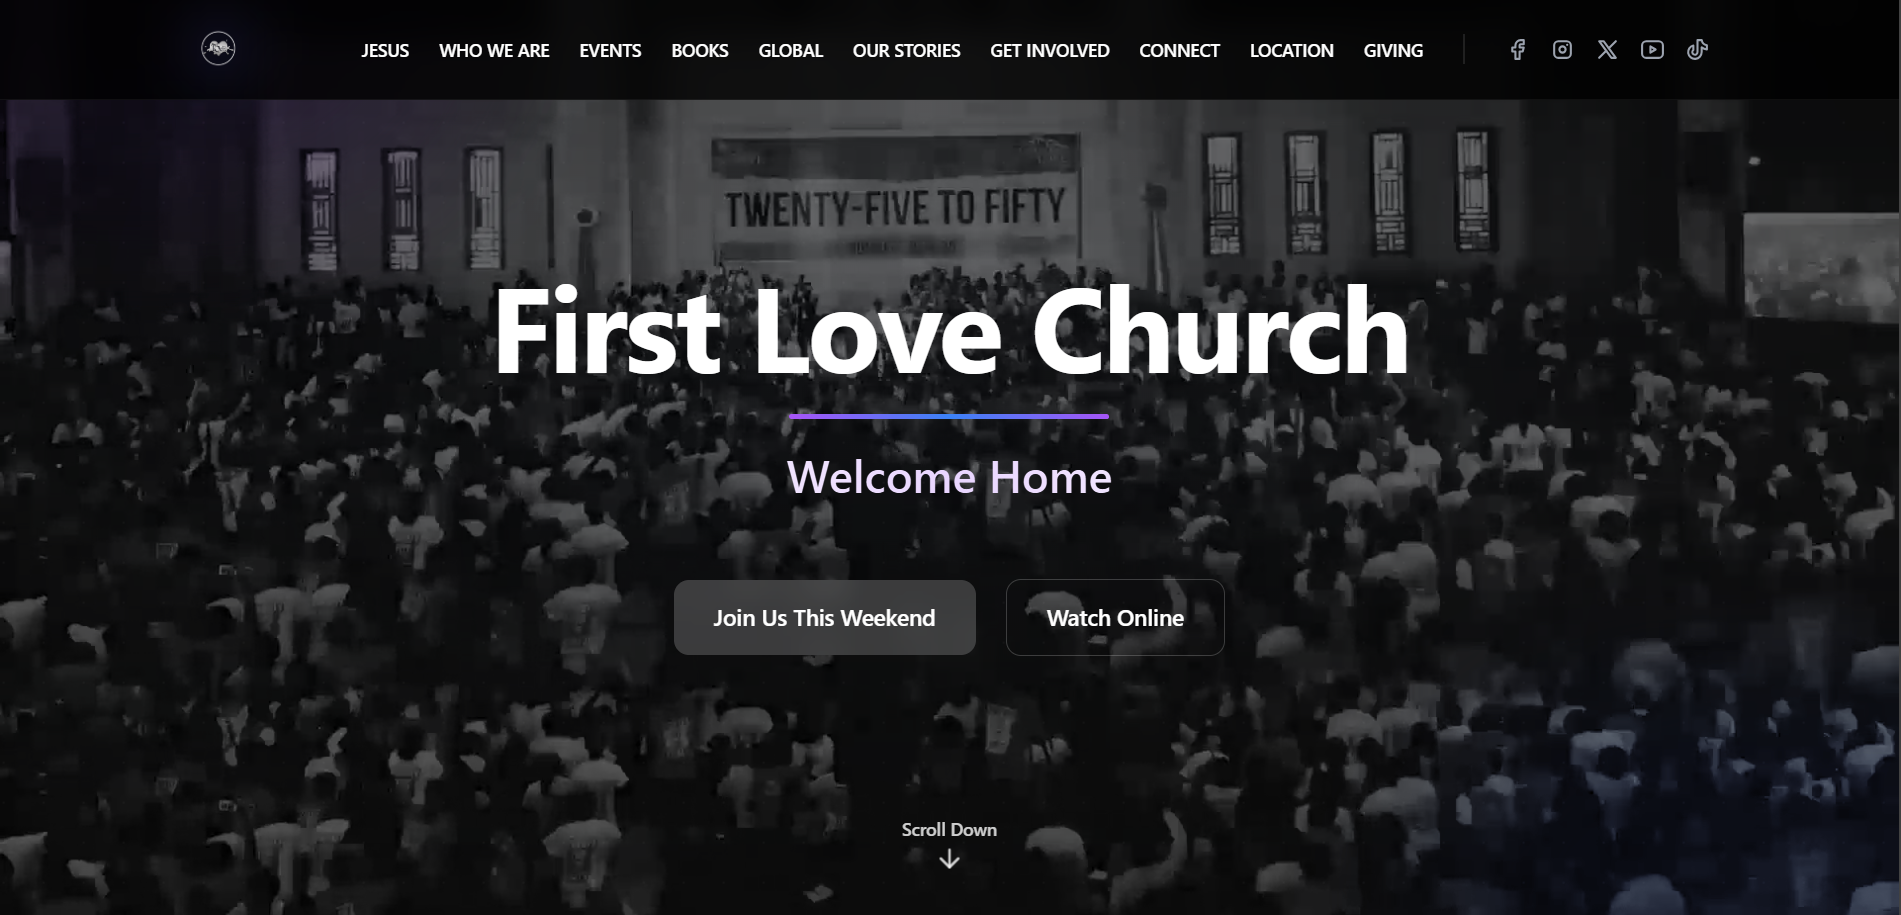 JESUS WHO WE ARE EVENTS BOOKS GLOBAL OUR STORIES GET INVOLVED CONNECT LOCATION GIVING
TWENTY-FIVE TO FIFTY
First Love Church
Welcome Home
Join Us This Weekend Watch Online
Scroll Down